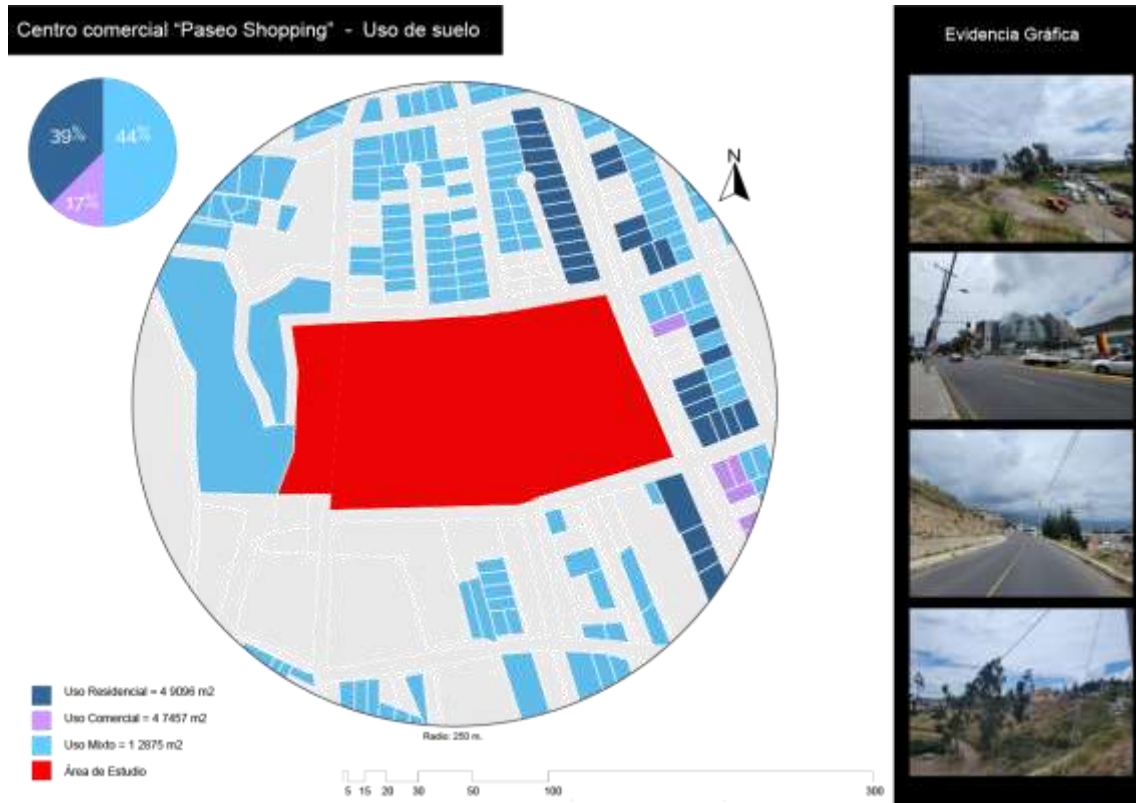 Centro comercial "Paseo Shopping" - Uso de suelo
Evidencia Gráfica
39%
44%
17%
N
Uso Residencial = 4 9096 m2
Uso Comercial = 4 7457 m2
Uso Mixto = 1 2875 m2
Área de Estudio
Radio: 250 m.
5 15 20 30 50 100 300